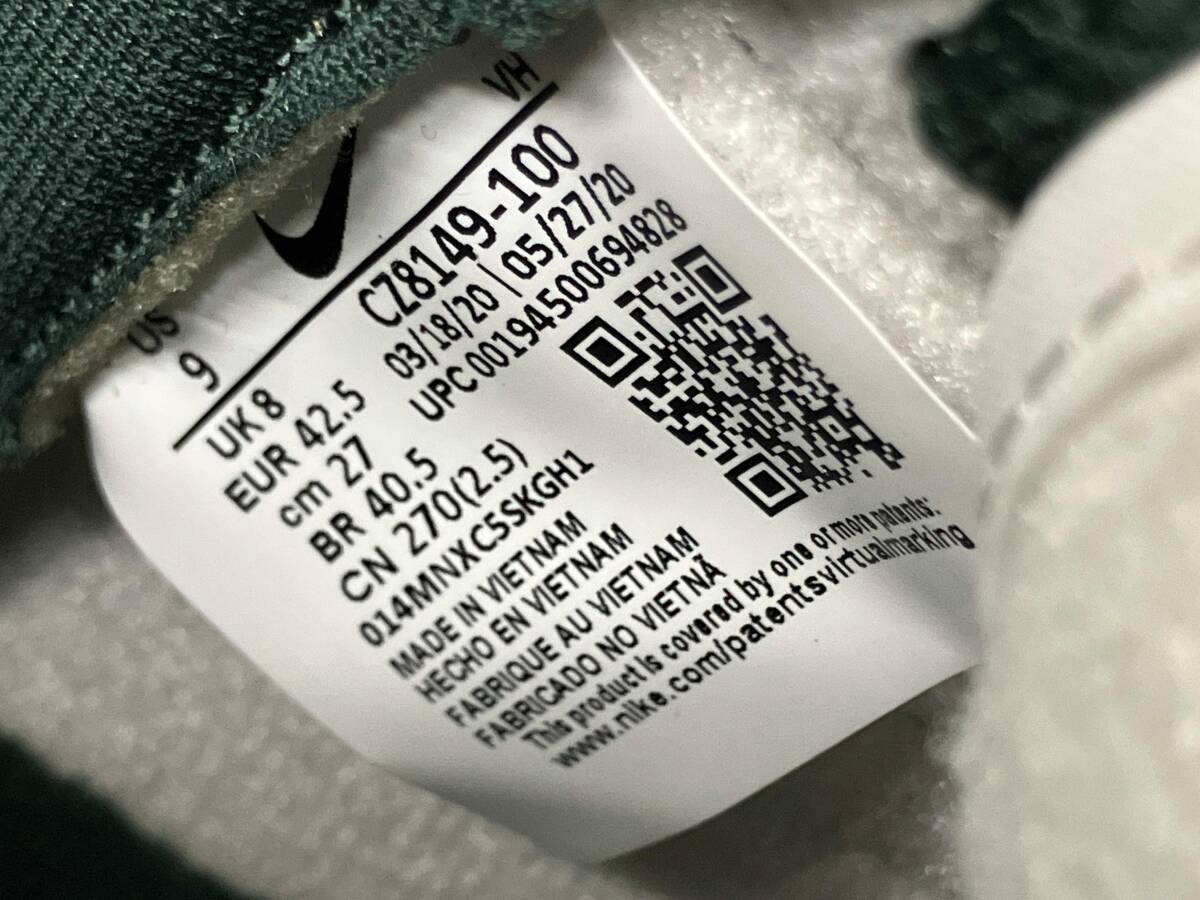 VH
US
9
CZ8149-100
03/18/20 | 05/27/20
UPC 00194500694828
UK 8
EUR 42.5
cm 27
BR 40.5
CN 270(2.5)
014MNXC5SKGH1
MADE IN VIETNAM
HECHO EN VIETNAM
FABRIQUE AU VIETNAM
FABRICADO NO VIETNÃ
This product is covered by one or more patents:
www.nike.com/patentsvirtualmarking